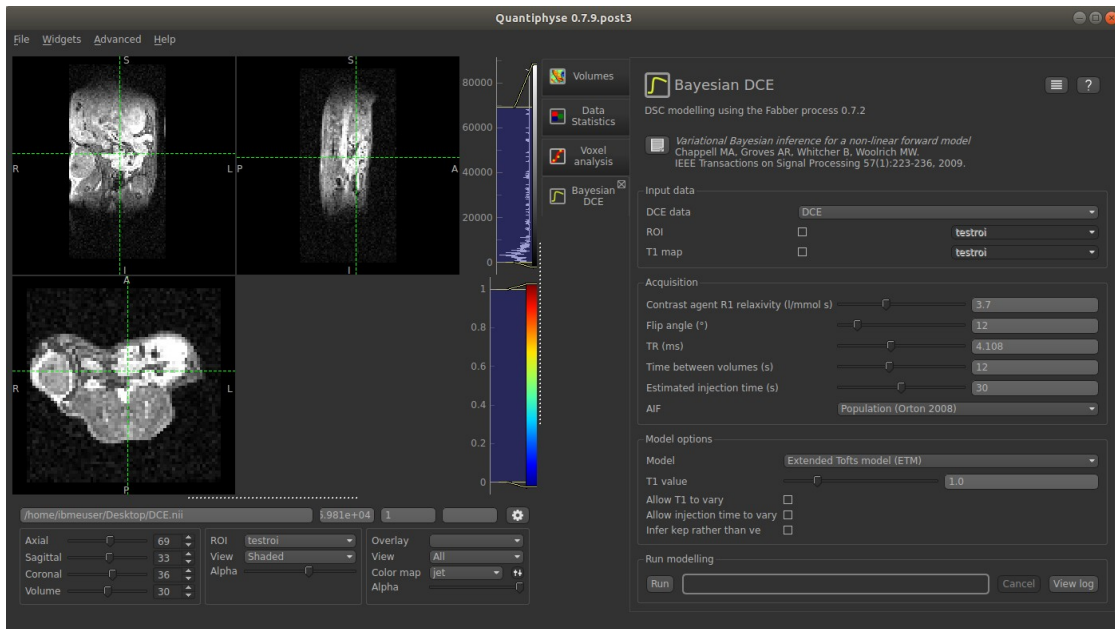 Quantiphyse 0.7.9.post3
File Widgets Advanced Help
S
R
L
I
S
P
A
I
A
R
L
P
80000
60000
40000
20000
0
1
0.8
0.6
0.4
0.2
0
Volumes
Data
Statistics
Voxel
analysis
Bayesian
DCE
Bayesian DCE
?
DSC modelling using the Fabber process 0.7.2
Variational Bayesian inference for a non-linear forward model
Chappell MA, Groves AR, Whitcher B, Woolrich MW.
IEEE Transactions on Signal Processing 57(1):223-236, 2009.
Input data
DCE data DCE
ROI testroi
T1 map testroi
Acquisition
Contrast agent R1 relaxivity (l/mmol s) 3.7
Flip angle (°) 12
TR (ms) 4.108
Time between volumes (s) 12
Estimated injection time (s) 30
AIF Population (Orton 2008)
Model options
Model Extended Tofts model (ETM)
T1 value 1.0
Allow T1 to vary
Allow injection time to vary
Infer kep rather than ve
Run modelling
Run Cancel View log
/home/ibmeuser/Desktop/DCE.nii .981e+04 1
Axial 69
Sagittal 33
Coronal 36
Volume 30
ROI testroi
View Shaded
Alpha
Overlay
View All
Color map jet
Alpha